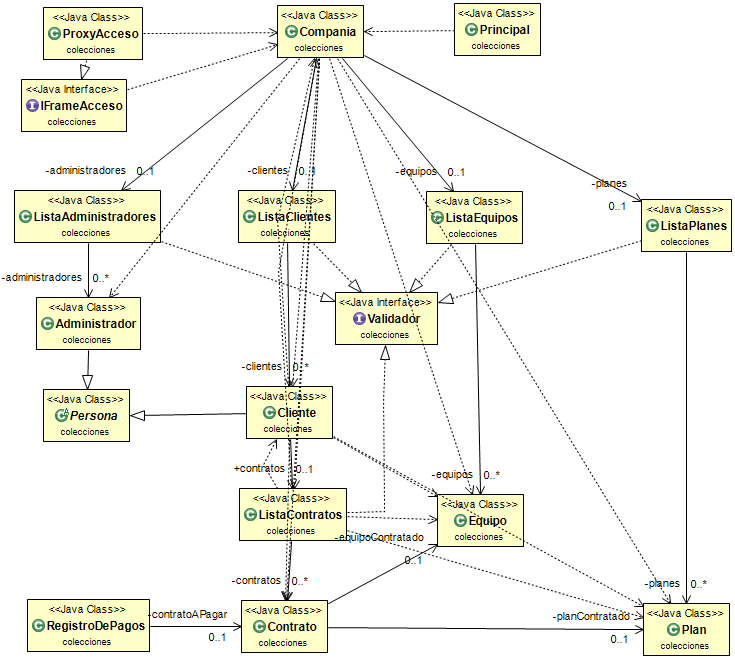 <<Java Class>>
ProxyAcceso
colecciones
<<Java Class>>
Compania
colecciones
<<Java Class>>
Principal
colecciones
<<Java Interface>>
IFrameAcceso
colecciones
-administradores
0..1
-clientes
0..1
-equipos
0..1
-planes
0..1
<<Java Class>>
ListaAdministradores
colecciones
<<Java Class>>
ListaClientes
colecciones
<<Java Class>>
ListaEquipos
colecciones
<<Java Class>>
ListaPlanes
colecciones
-administradores
0..*
<<Java Class>>
Administrador
colecciones
<<Java Interface>>
Validador
colecciones
-clientes
0..*
<<Java Class>>
Persona
colecciones
<<Java Class>>
Cliente
colecciones
+contratos
0..1
-equipos
0..*
<<Java Class>>
ListaContratos
colecciones
<<Java Class>>
Equipo
colecciones
-equipoContratado
0..1
-contratos
0..*
-planes
0..*
<<Java Class>>
RegistroDePagos
colecciones
-contratoAPagar
0..1
<<Java Class>>
Contrato
colecciones
-planContratado
0..1
<<Java Class>>
Plan
colecciones